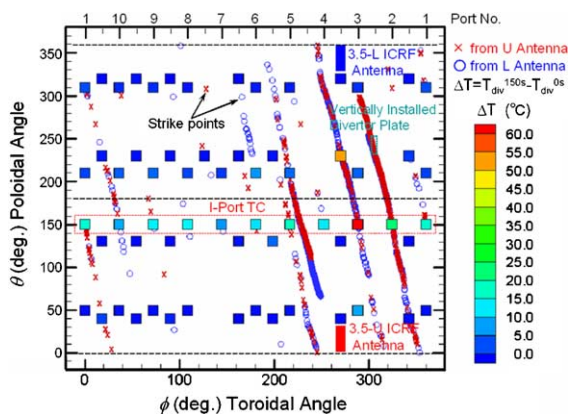 1 10 9 8 7 6 5 4 3 2 1 Port No.
× from U Antenna
○ from L Antenna
ΔT=T_div^150s-T_div^0s
ΔT (°C)
60.0
55.0
50.0
45.0
40.0
35.0
30.0
25.0
20.0
15.0
10.0
5.0
0.0
θ (deg.) Poloidal Angle
350
300
250
200
150
100
50
0
3.5-L ICRF
Antenna
Strike points
Vertically Installed
Divertor Plate
I-Port TC
3.5-U ICRF
Antenna
0 100 200 300
ϕ (deg.) Toroidal Angle